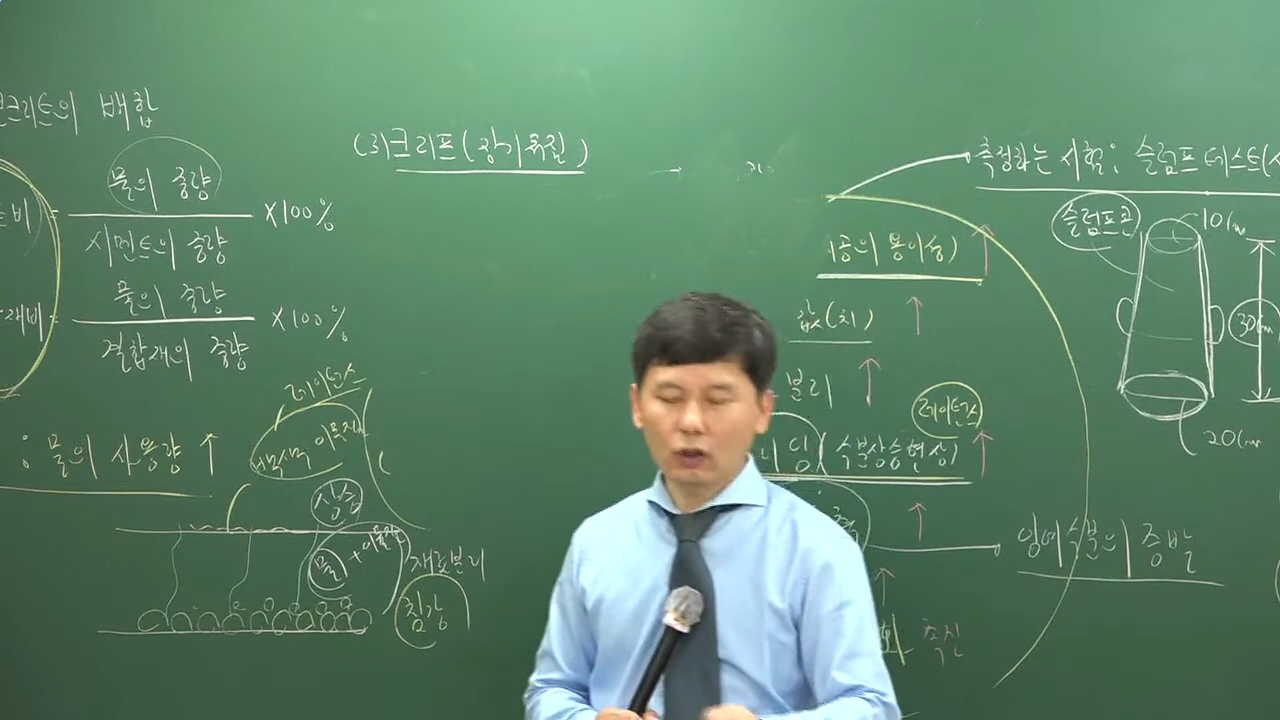 콘크리트의 배합
물의 중량
시멘트의 중량
×100%
물의 중량
결합재의 중량
×100%
: 물의 사용량 ↑
레이턴스
미세 이물질
상승
물 + 이물질
재료분리
침강
(3)크리프(장기처짐)
측정하는 시험: 슬럼프테스트(
시공의 용이성) ↑
슬럼프콘
10cm
30cm
20cm
값(치) ↑
분리 ↑
레이턴스
(수분상승현상) ↑
잉여수분의 증발
촉진